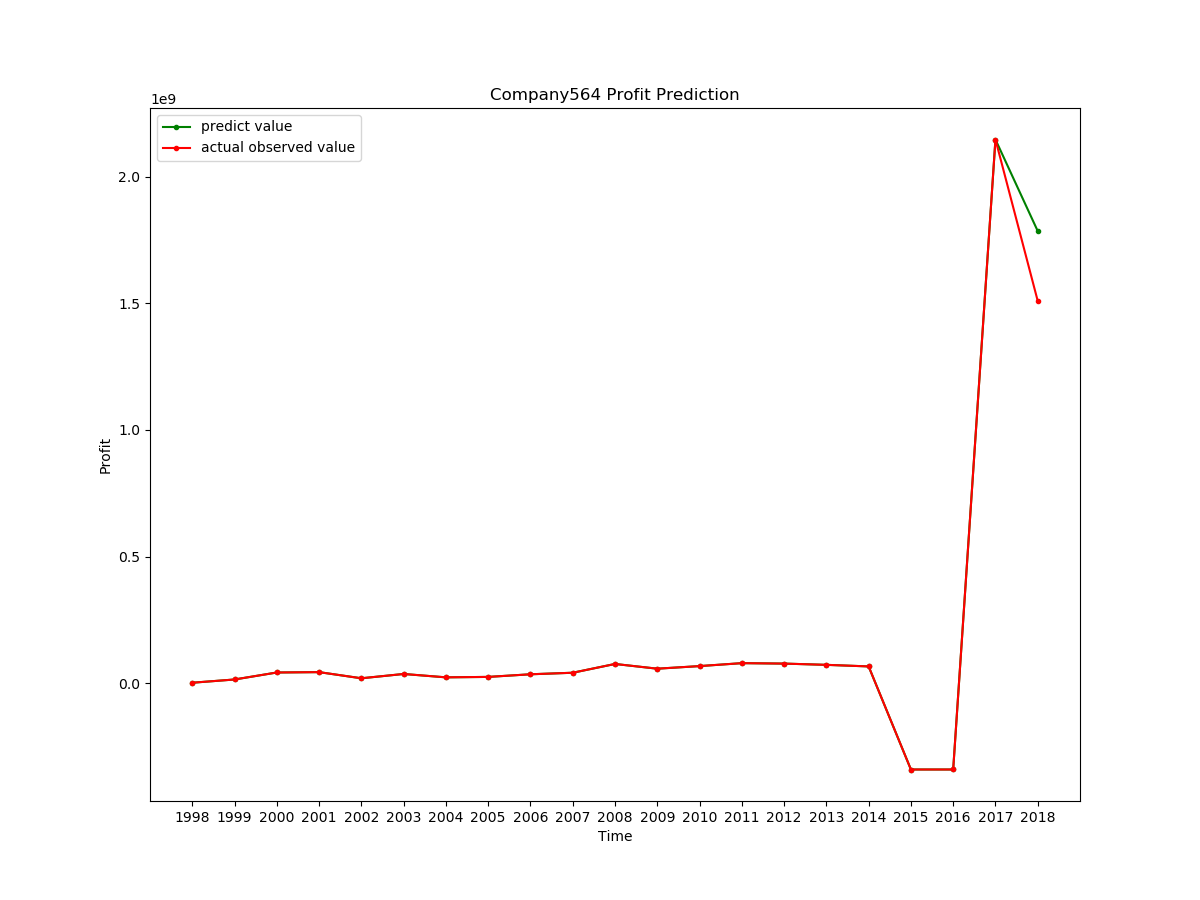 Company564 Profit Prediction
1e9
predict value
actual observed value
2.0
1.5
1.0
0.5
0.0
Profit
1998 1999 2000 2001 2002 2003 2004 2005 2006 2007 2008 2009 2010 2011 2012 2013 2014 2015 2016 2017 2018
Time